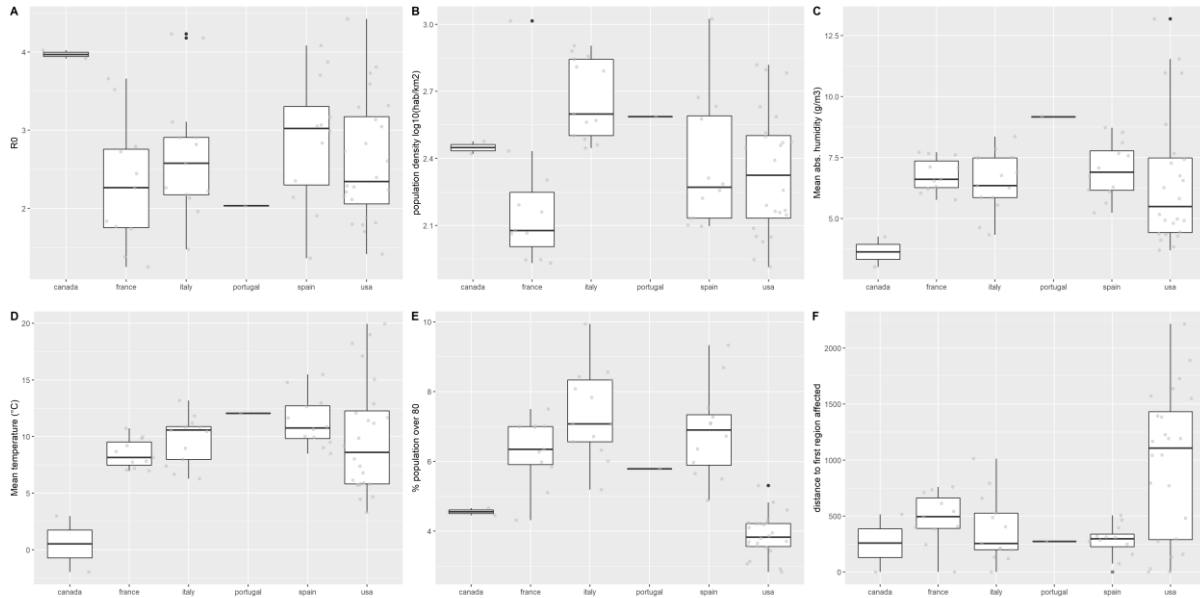 A
R0
4
3
2
canada france italy portugal spain usa
B
population density log10(hab/km2)
3.0
2.7
2.4
2.1
canada france italy portugal spain usa
C
Mean abs. humidity (g/m3)
12.5
10.0
7.5
5.0
canada france italy portugal spain usa
D
Mean temperature (°C)
20
15
10
5
0
canada france italy portugal spain usa
E
% population over 80
10
8
6
4
canada france italy portugal spain usa
F
distance to first region affected
2000
1500
1000
500
0
canada france italy portugal spain usa